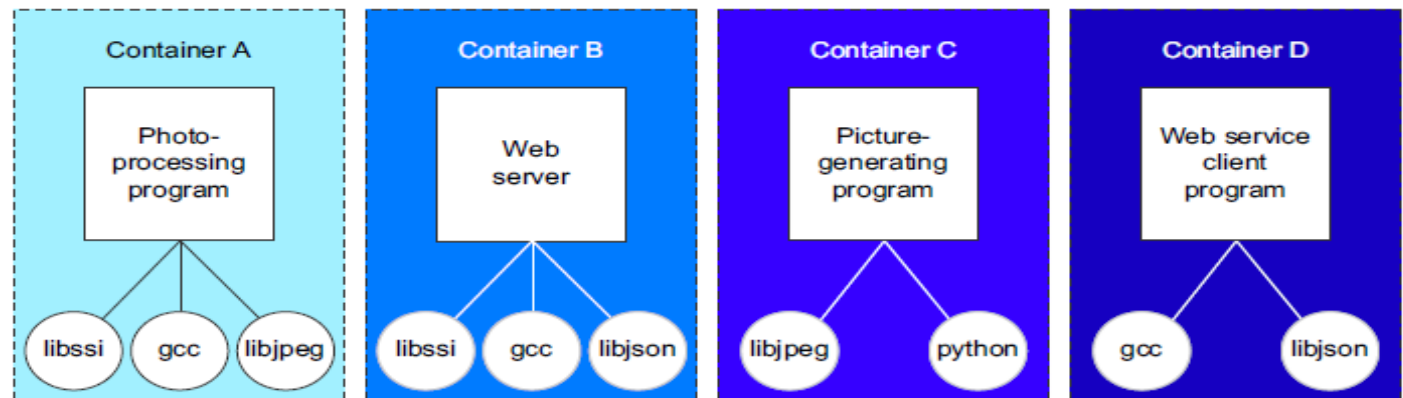 Container A
Photo-
processing
program
libssi
gcc
libjpeg
Container B
Web
server
libssi
gcc
libjson
Container C
Picture-
generating
program
libjpeg
python
Container D
Web service
client
program
gcc
libjson